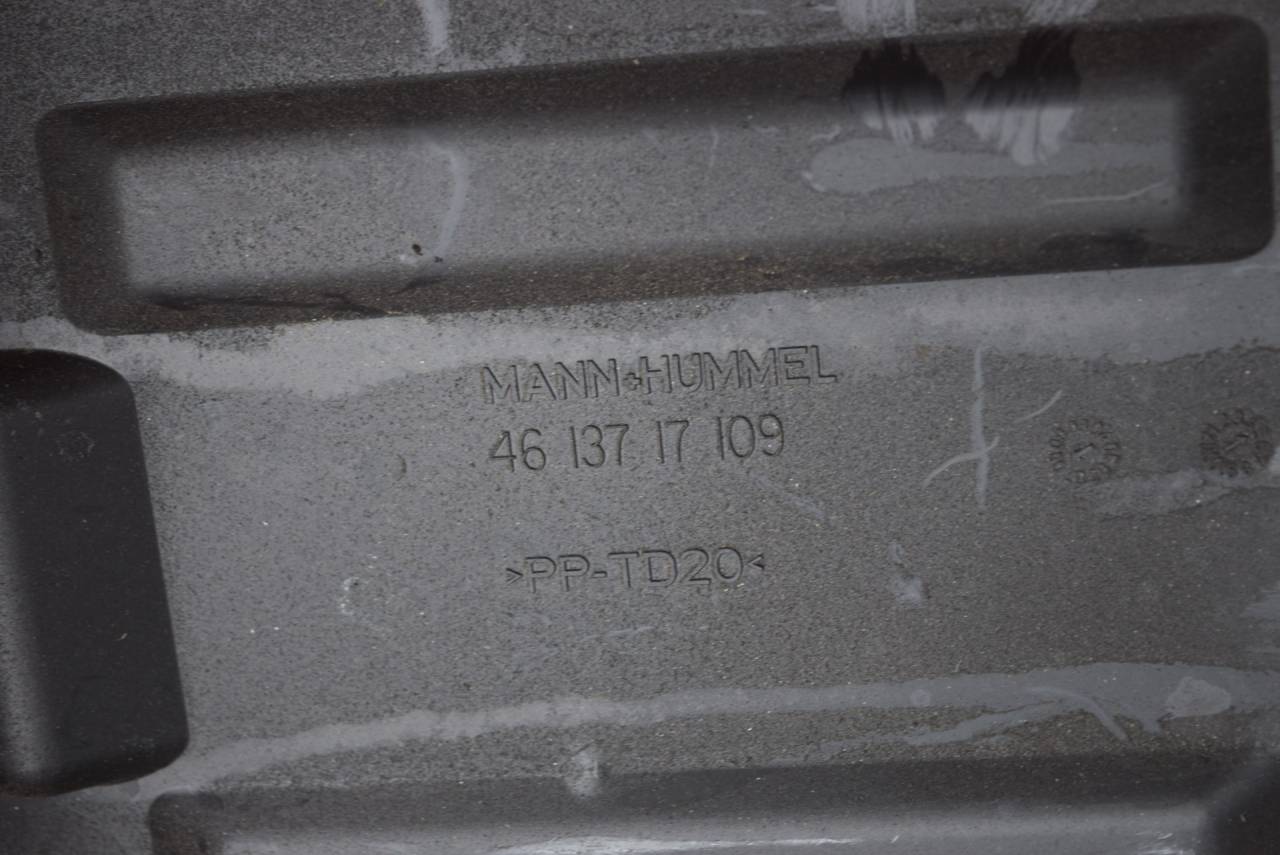 MANN+HUMMEL
46 137 17 109
>PP-TD20<